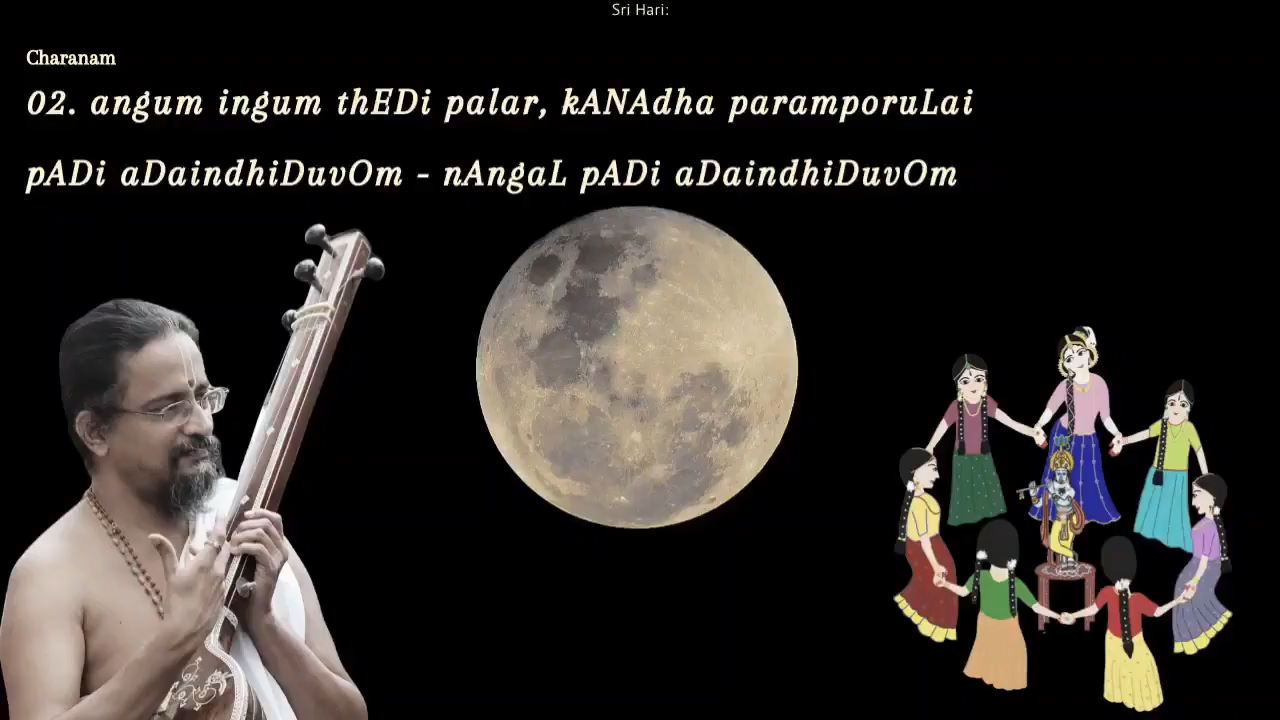 Sri Hari:
Charanam
02. angum ingum thEDi palar, kANAdha paramporuLai
pADi aDaindhiDuvOm - nAngaL pADi aDaindhiDuvOm